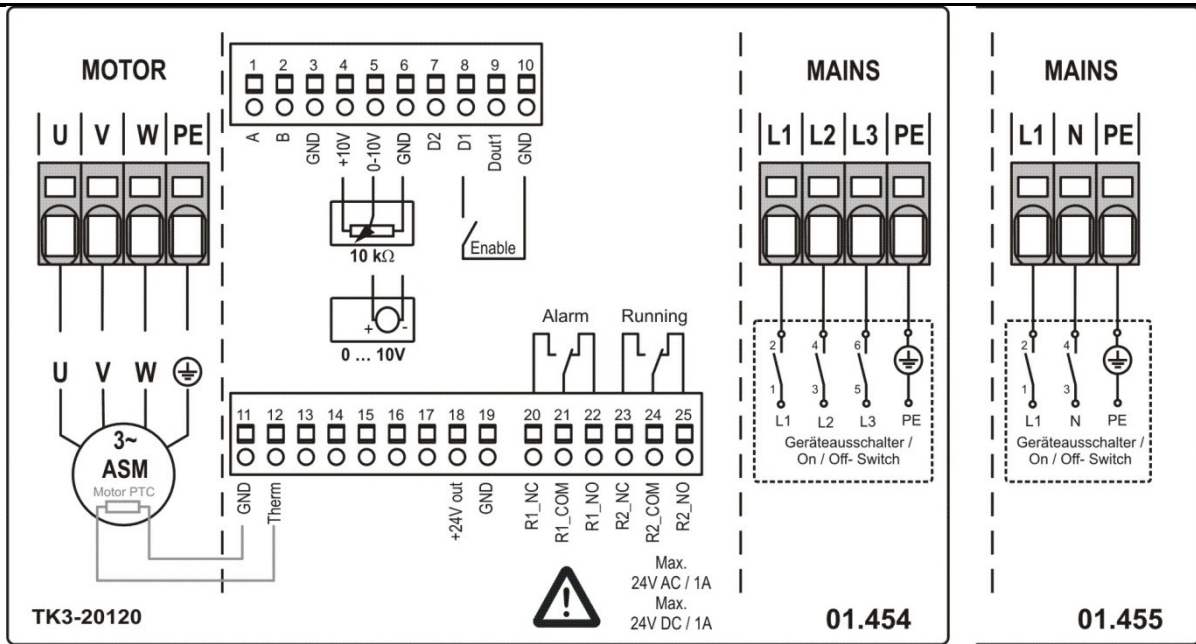 MOTOR
U V W PE
U V W
3~
ASM
Motor PTC
TK3-20120
1 2 3 4 5 6 7 8 9 10
A B GND +10V 0-10V GND D2 D1 Dout1 GND
10 kΩ
Enable
+ -
0 ... 10V
Alarm Running
11 12 13 14 15 16 17 18 19 20 21 22 23 24 25
GND Therm +24V out GND R1_NC R1_COM R1_NO R2_NC R2_COM R2_NO
!
Max.
24V AC / 1A
Max.
24V DC / 1A
MAINS
L1 L2 L3 PE
2 4 6
1 3 5
L1 L2 L3 PE
Geräteausschalter /
On / Off- Switch
01.454
MAINS
L1 N PE
2 4
1 3
L1 N PE
Geräteausschalter /
On / Off- Switch
01.455